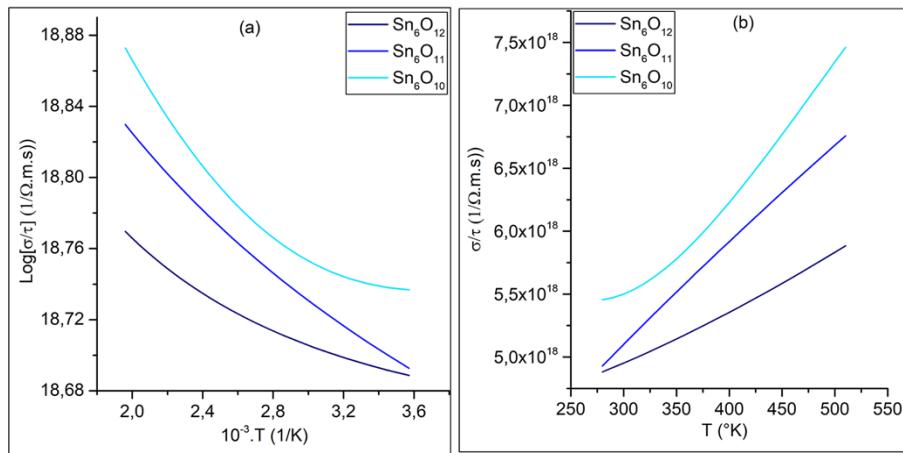 (a)
Sn₆O₁₂
Sn₆O₁₁
Sn₆O₁₀
18,88
18,84
18,80
18,76
18,72
18,68
Log[σ/τ] (1/Ω.m.s))
2,0
2,4
2,8
3,2
3,6
10⁻³.T (1/K)
(b)
Sn₆O₁₂
Sn₆O₁₁
Sn₆O₁₀
7,5x10¹⁸
7,0x10¹⁸
6,5x10¹⁸
6,0x10¹⁸
5,5x10¹⁸
5,0x10¹⁸
σ/τ (1/Ω.m.s))
250
300
350
400
450
500
550
T (°K)